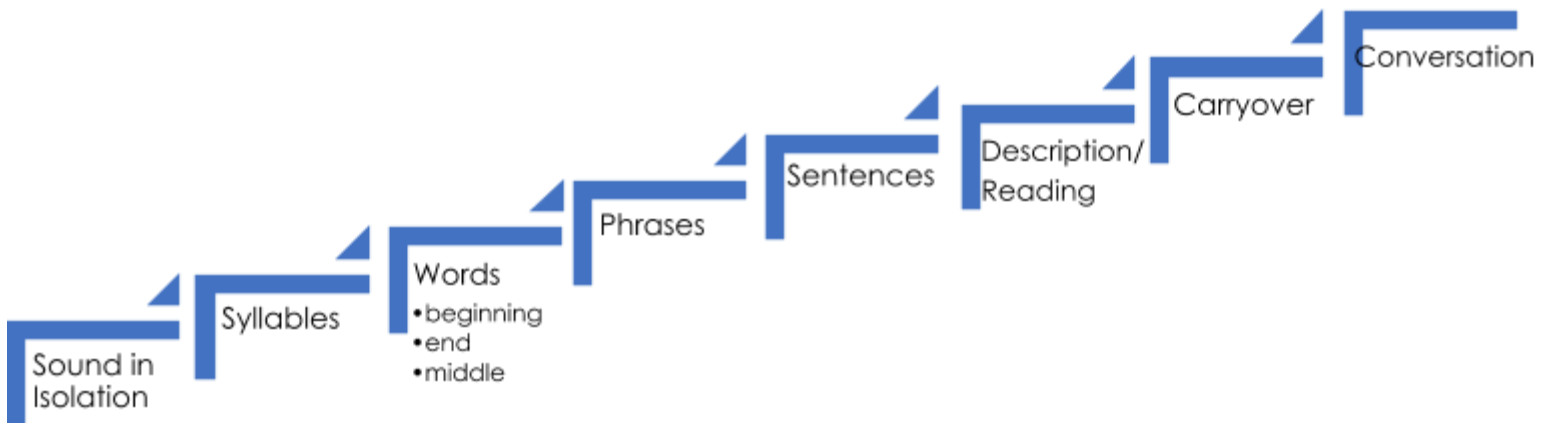 Sound in
Isolation
Syllables
Words
•beginning
•end
•middle
Phrases
Sentences
Description/
Reading
Carryover
Conversation